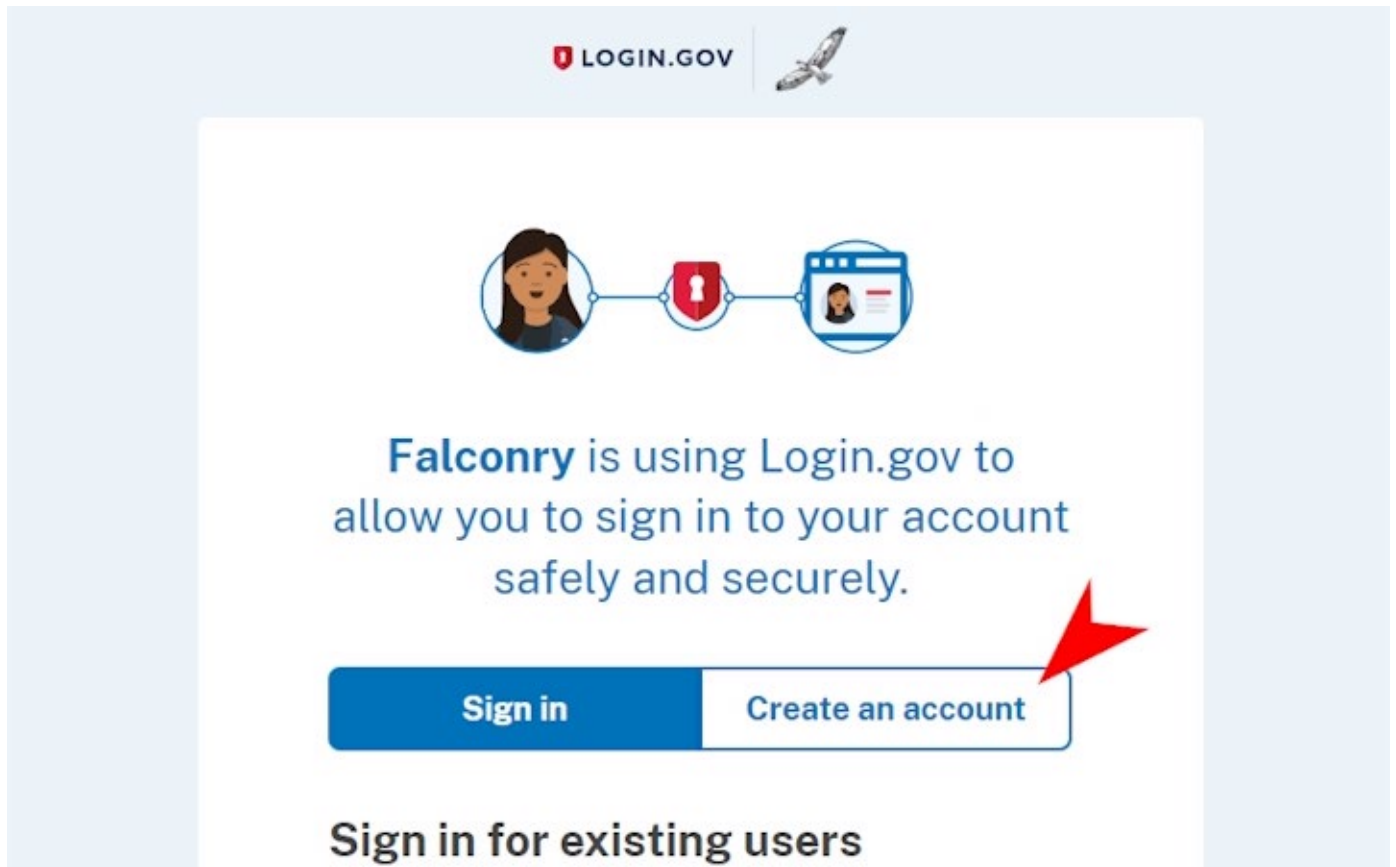 LOGIN.GOV
Falconry is using Login.gov to
allow you to sign in to your account
safely and securely.
Sign in
Create an account
Sign in for existing users